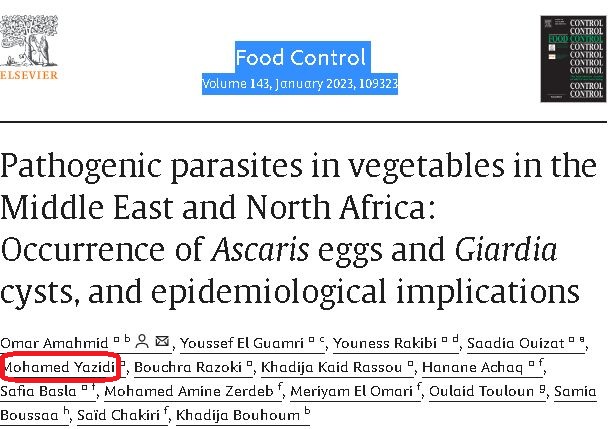 ELSEVIER
Food Control
Volume 143, January 2023, 109323
CONTROL
CONTROL
FOOD CONTROL
CONTROL
CONTROL
CONTROL
CONTROL
CONTROL
Pathogenic parasites in vegetables in the
Middle East and North Africa:
Occurrence of Ascaris eggs and Giardia
cysts, and epidemiological implications
Omar Amahmid a b, Youssef El Guamri a c, Youness Rakibi a d, Saadia Ouizat a e,
Mohamed Yazidi a, Bouchra Razoki a, Khadija Kaid Rassou a, Hanane Achaq a f,
Safia Basla a f, Mohamed Amine Zerdeb f, Meriyam El Omari f, Oulaid Touloun g, Samia
Boussaa h, Saïd Chakiri f, Khadija Bouhoum b